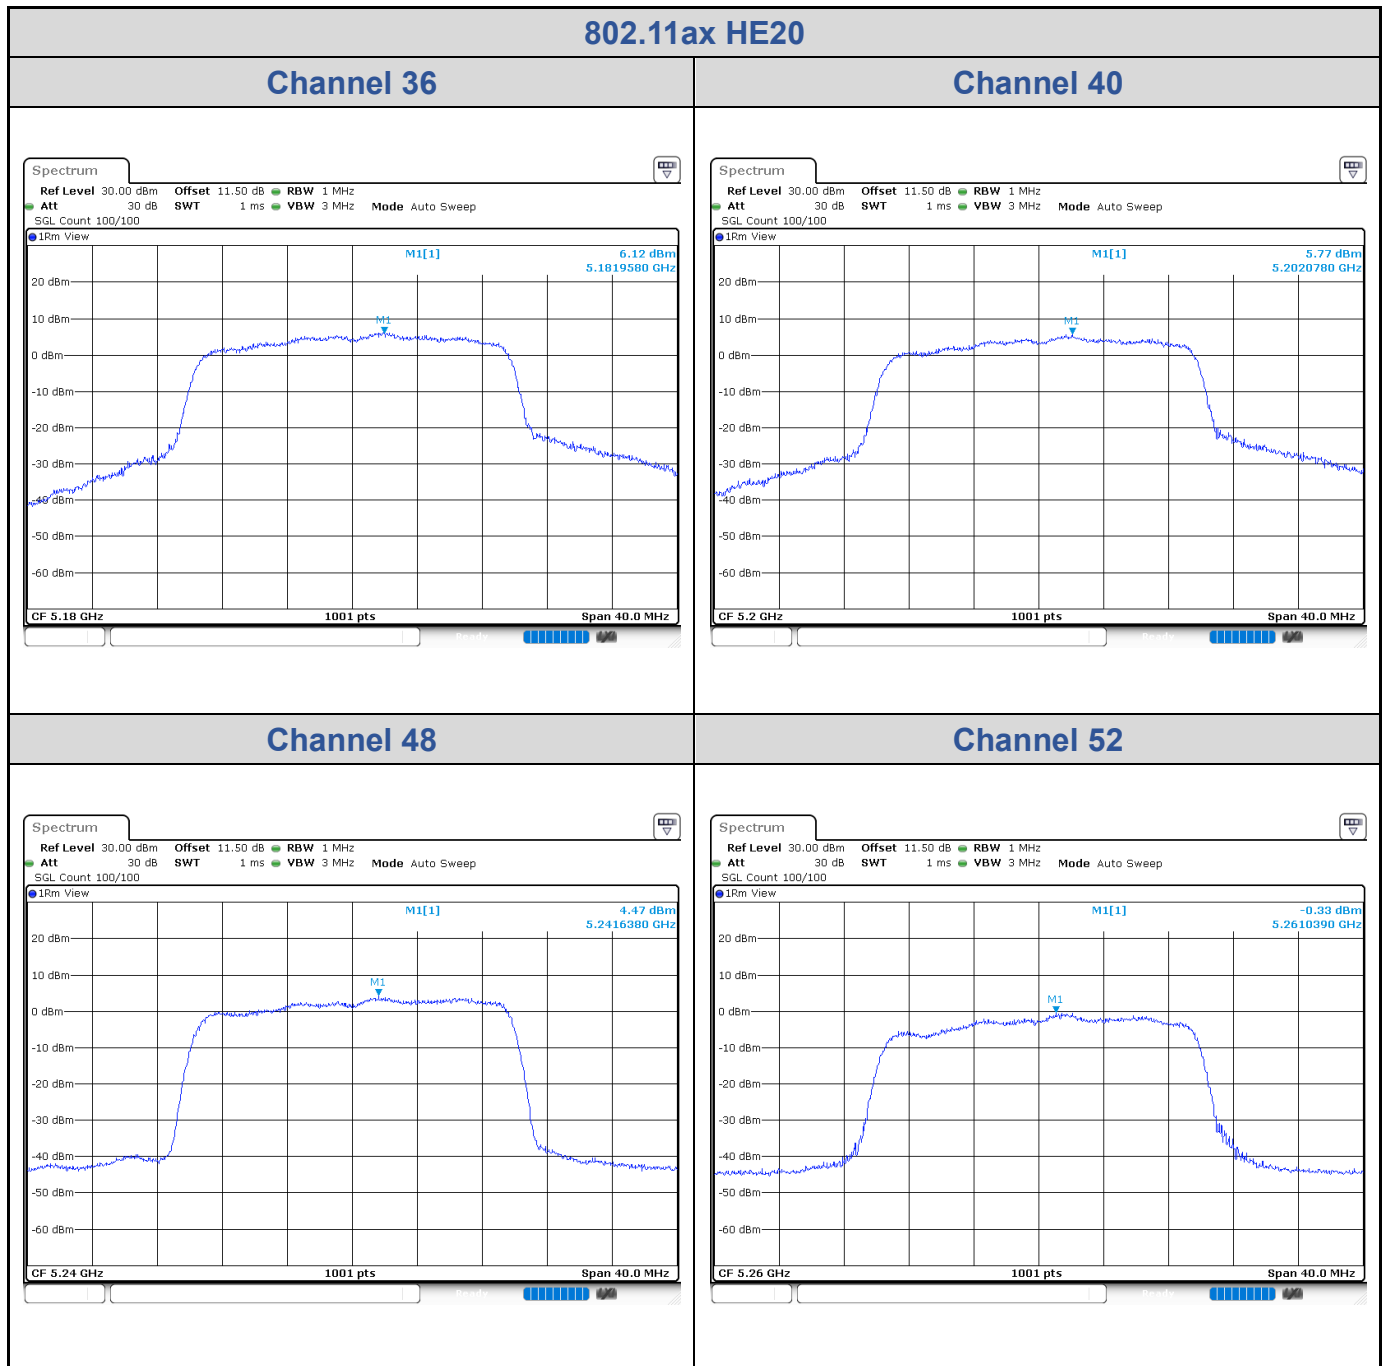 802.11ax HE20
Channel 36
Channel 40
Spectrum
Ref Level 30.00 dBm Offset 11.50 dB RBW 1 MHz
Att 30 dB SWT 1 ms VBW 3 MHz Mode Auto Sweep
SGL Count 100/100
1Rm View
M1[1] 6.12 dBm
5.1819580 GHz
20 dBm
10 dBm
M1
0 dBm
-10 dBm
-20 dBm
-30 dBm
-40 dBm
-50 dBm
-60 dBm
CF 5.18 GHz 1001 pts Span 40.0 MHz
Ready
Spectrum
Ref Level 30.00 dBm Offset 11.50 dB RBW 1 MHz
Att 30 dB SWT 1 ms VBW 3 MHz Mode Auto Sweep
SGL Count 100/100
1Rm View
M1[1] 5.77 dBm
5.2020780 GHz
20 dBm
10 dBm
M1
0 dBm
-10 dBm
-20 dBm
-30 dBm
-40 dBm
-50 dBm
-60 dBm
CF 5.2 GHz 1001 pts Span 40.0 MHz
Ready
Channel 48
Channel 52
Spectrum
Ref Level 30.00 dBm Offset 11.50 dB RBW 1 MHz
Att 30 dB SWT 1 ms VBW 3 MHz Mode Auto Sweep
SGL Count 100/100
1Rm View
M1[1] 4.47 dBm
5.2416380 GHz
20 dBm
10 dBm
M1
0 dBm
-10 dBm
-20 dBm
-30 dBm
-40 dBm
-50 dBm
-60 dBm
CF 5.24 GHz 1001 pts Span 40.0 MHz
Ready
Spectrum
Ref Level 30.00 dBm Offset 11.50 dB RBW 1 MHz
Att 30 dB SWT 1 ms VBW 3 MHz Mode Auto Sweep
SGL Count 100/100
1Rm View
M1[1] -0.33 dBm
5.2610390 GHz
20 dBm
10 dBm
M1
0 dBm
-10 dBm
-20 dBm
-30 dBm
-40 dBm
-50 dBm
-60 dBm
CF 5.26 GHz 1001 pts Span 40.0 MHz
Ready